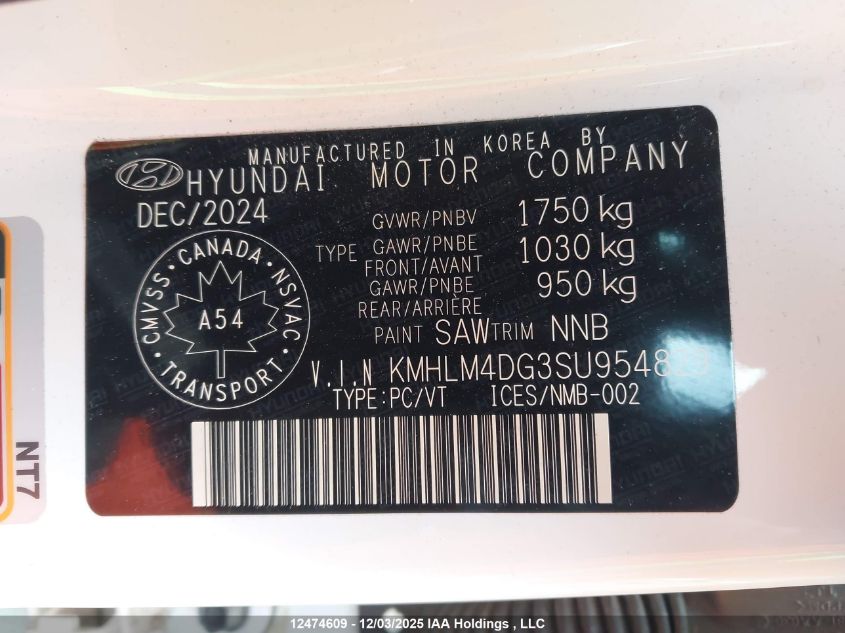 MANUFACTURED IN KOREA BY
HYUNDAI MOTOR COMPANY
DEC/2024
GVWR/PNBV 1750 kg
TYPE GAWR/PNBE FRONT/AVANT 1030 kg
GAWR/PNBE REAR/ARRIÈRE 950 kg
PAINT SAW TRIM NNB
CMVSS · CANADA · NSVAC
A54
· TRANSPORT ·
V.I.N
TYPE:PC/VT ICES/NMB-002
NT7
12474609 - 12/03/2025 IAA Holdings , LLC